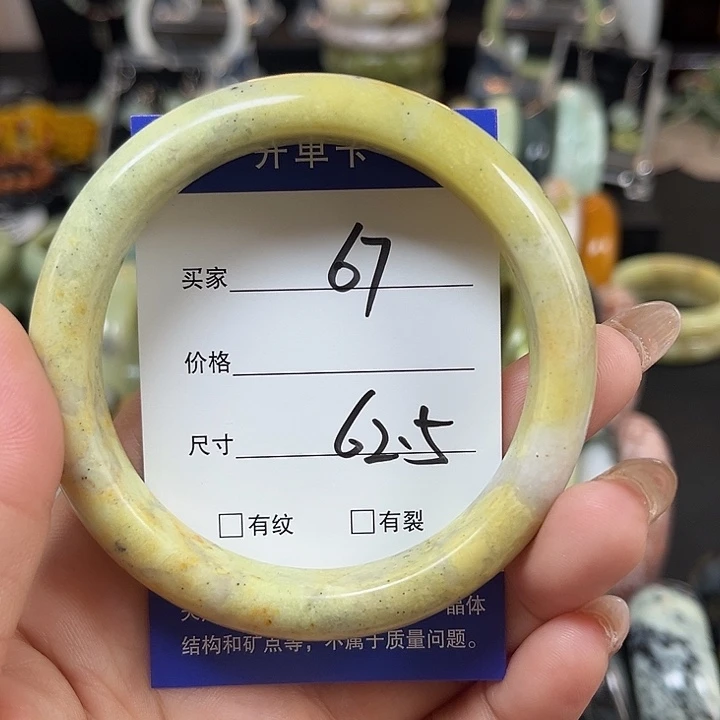 开单卡
买家 67
价格
尺寸 62.5
□有纹 □有裂
晶体
结构和矿点等，不属于质量问题。